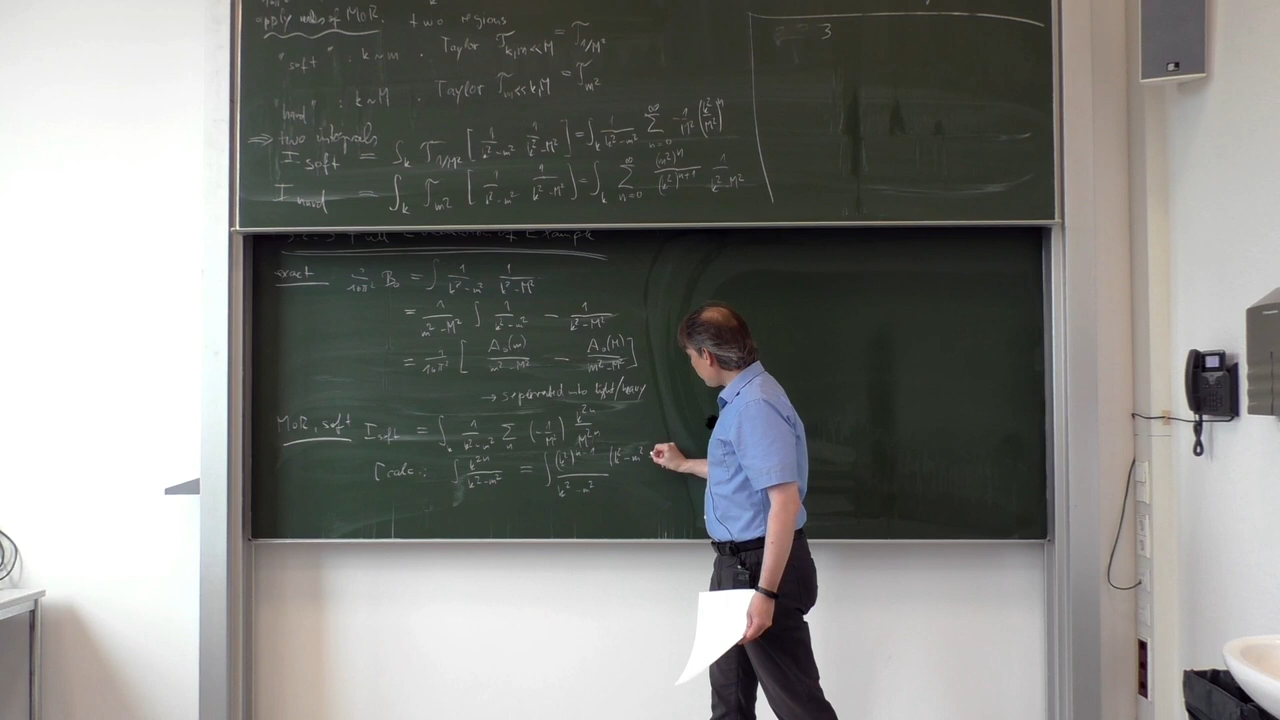 apply rules of MoR. two regions
"soft" : k ~ m . Taylor T_{k,m≪M} = T_{1/M²}
"hard" : k ~ M . Taylor T_{m≪k,M} = T_{m²}
⇒ two integrals
I_soft = ∫_k T_{1/M²} [ 1/(k²-m²) 1/(k²-M²) ] = ∫_k 1/(k²-m²) ∑_{n=0}^∞ -1/M² (k²/M²)^n
I_hard = ∫_k T_{m²} [ 1/(k²-m²) 1/(k²-M²) ] = ∫_k ∑_{n=0}^∞ (m²)^n/(k²)^{n+1} 1/(k²-M²)
3
Example
exact i/(16π²) B₀ = ∫ 1/(k²-m²) 1/(k²-M²)
= 1/(m²-M²) ∫ 1/(k²-m²) - 1/(k²-M²)
= i/(16π²) [ A₀(m)/(m²-M²) - A₀(M)/(m²-M²) ]
→ separated into light/heavy
MoR, soft I_soft = ∫ 1/(k²-m²) ∑_n (-1/M²) k^{2n}/M^{2n}
[calc.: ∫ k^{2n}/(k²-m²) = ∫ (k²)^{n-1}/(k²-m²) (k²-m²